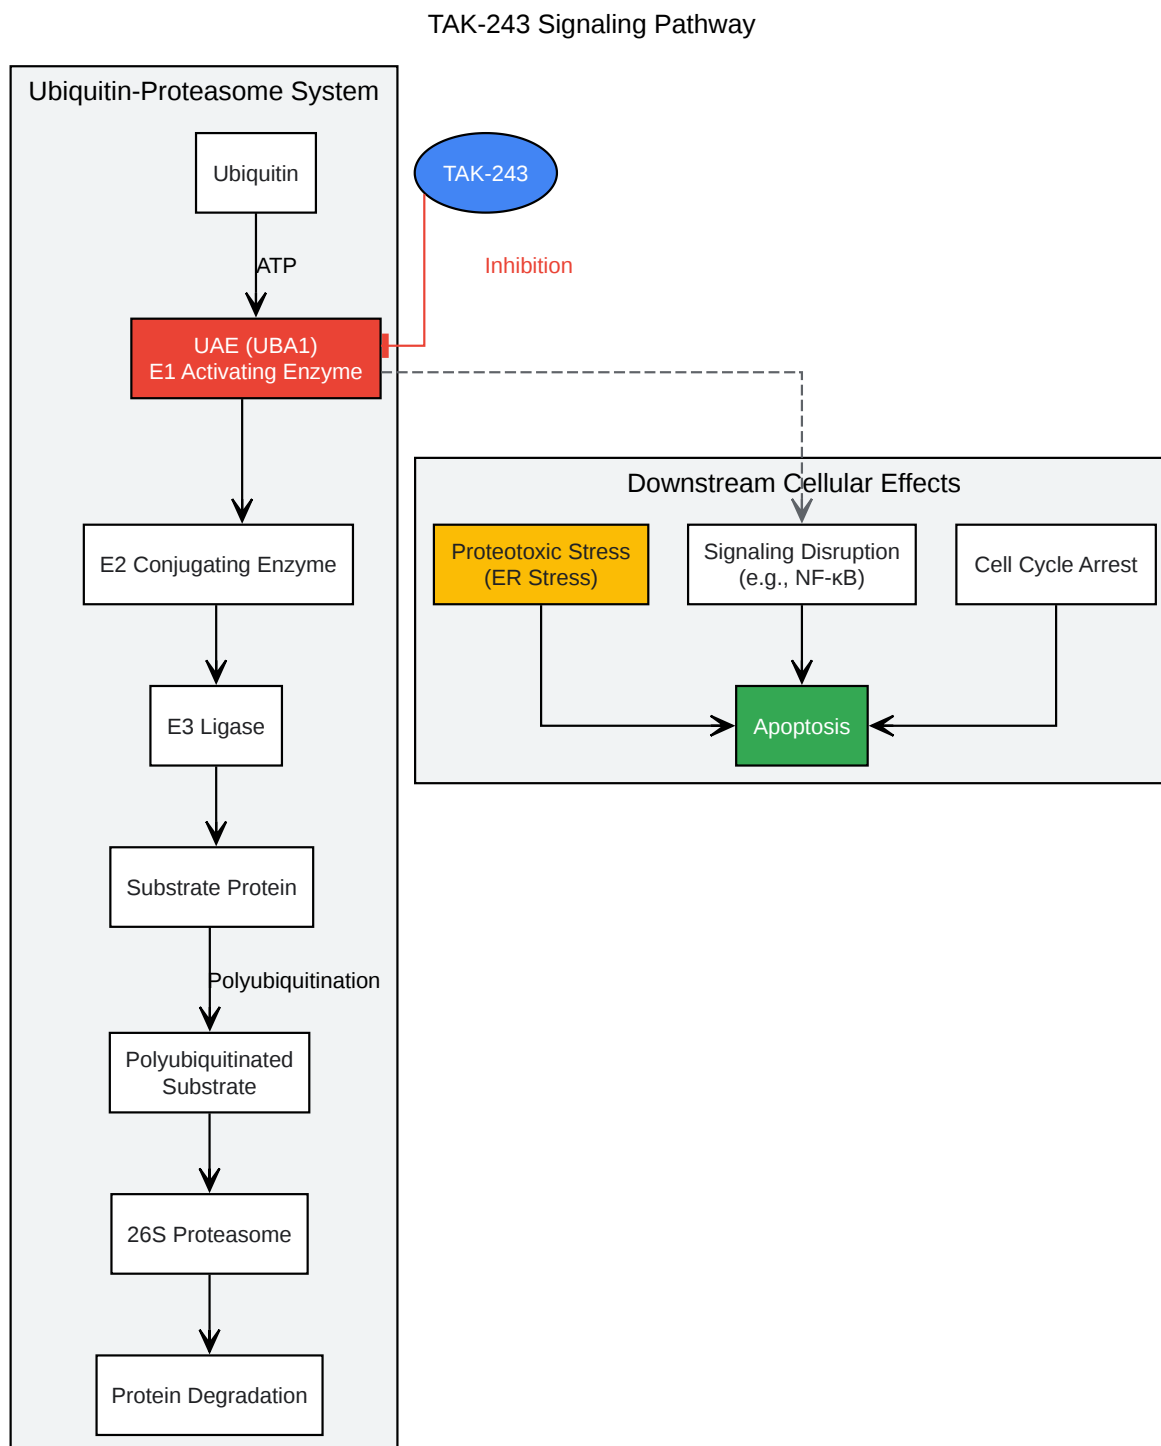 TAK-243 Signaling Pathway
Ubiquitin-Proteasome System
Ubiquitin
TAK-243
ATP
Inhibition
UAE (UBA1)
E1 Activating Enzyme
Downstream Cellular Effects
E2 Conjugating Enzyme
Proteotoxic Stress
(ER Stress)
Signaling Disruption
(e.g., NF-κB)
Cell Cycle Arrest
E3 Ligase
Apoptosis
Substrate Protein
Polyubiquitination
Polyubiquitinated
Substrate
26S Proteasome
Protein Degradation